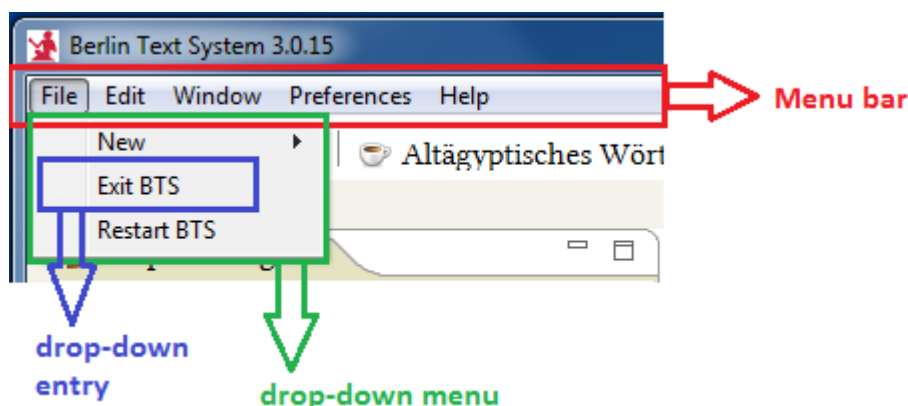 Berlin Text System 3.0.15
File Edit Window Preferences Help
Menu bar
New
Altägyptisches Wört
Exit BTS
Restart BTS
drop-down
entry
drop-down menu